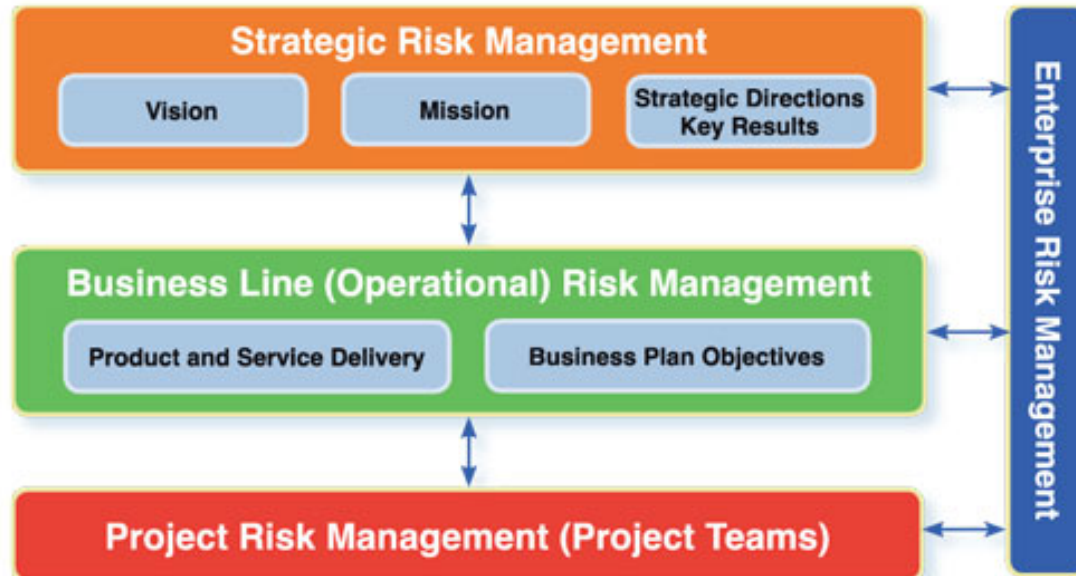 Strategic Risk Management
Vision
Mission
Strategic Directions
Key Results
Business Line (Operational) Risk Management
Product and Service Delivery
Business Plan Objectives
Project Risk Management (Project Teams)
Enterprise Risk Management